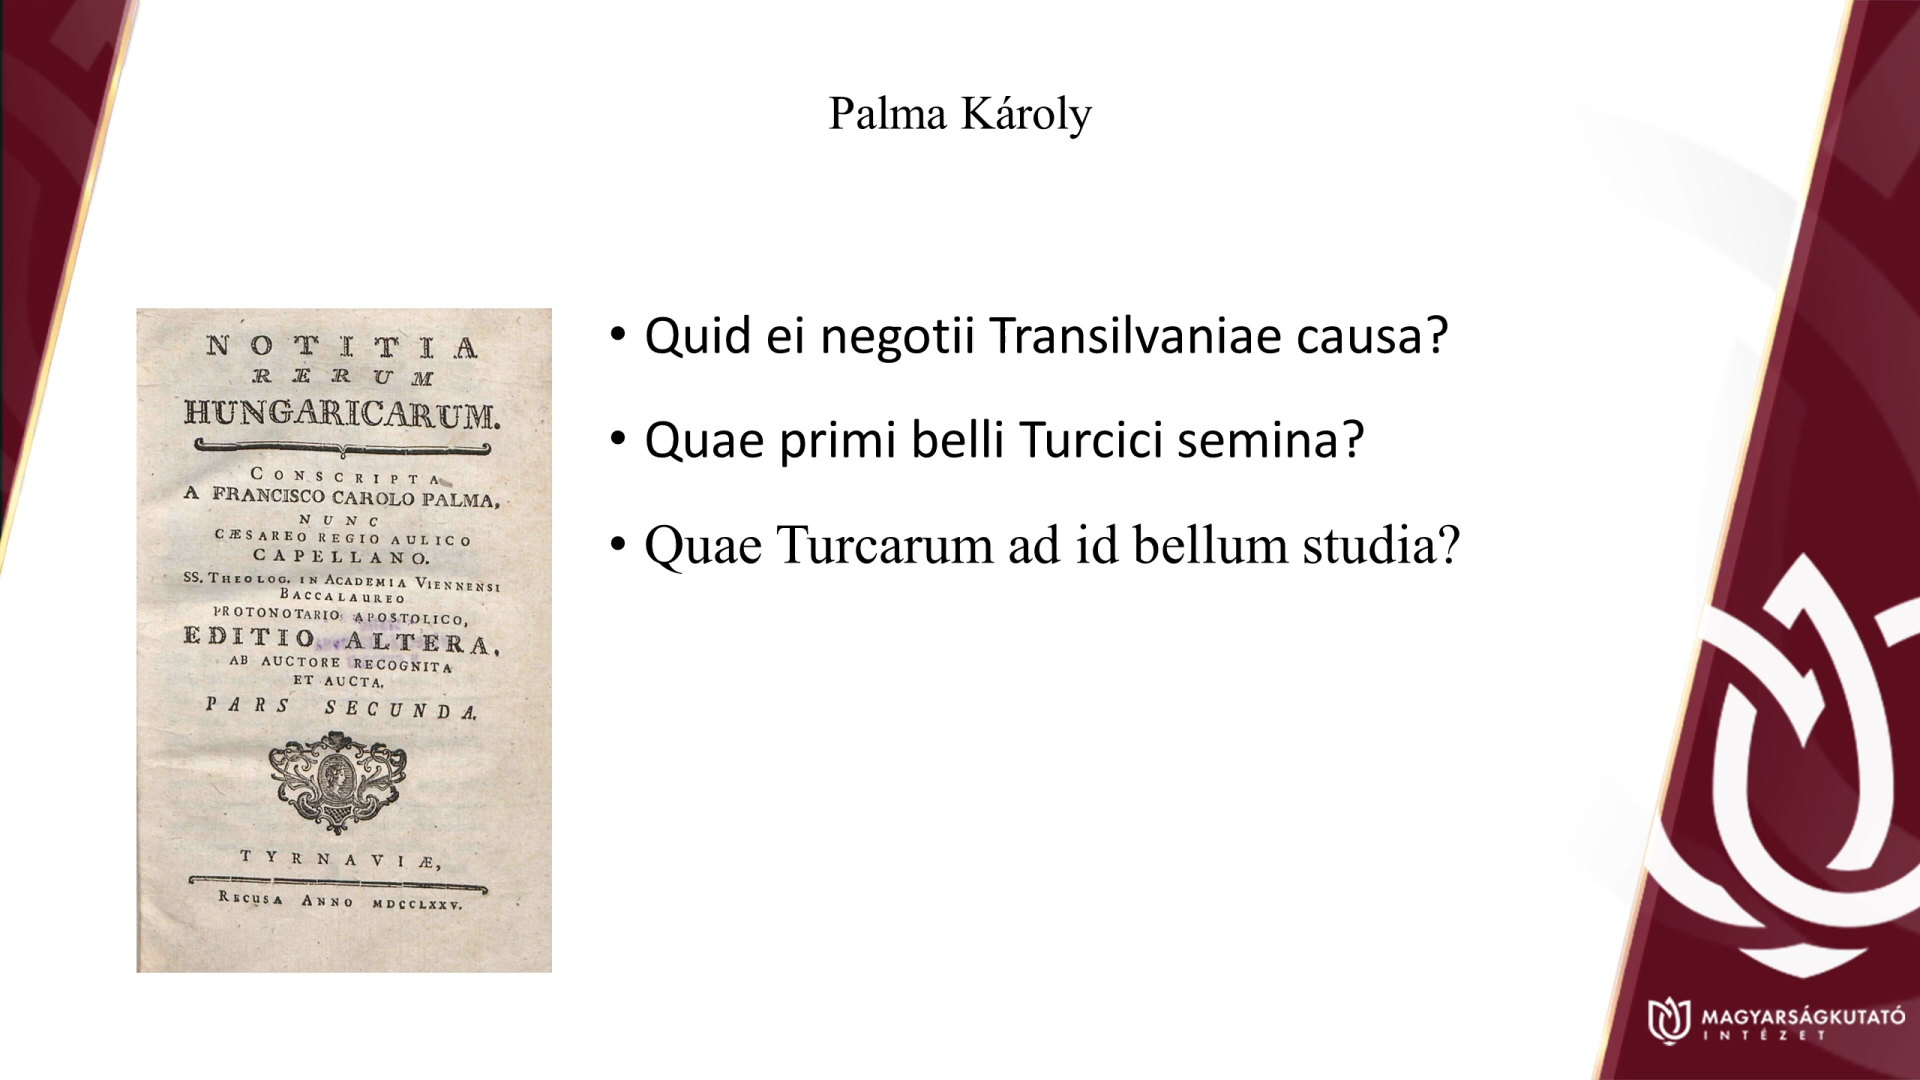 Palma Károly
NOTITIA
RERUM
HUNGARICARUM.
CONSCRIPTA
A FRANCISCO CAROLO PALMA,
NUNC
CÆSAREO REGIO AULICO
CAPELLANO.
SS. THEOLOG. IN ACADEMIA VIENNENSI
BACCALAUREO
PROTONOTARIO APOSTOLICO,
EDITIO ALTERA,
AB AUCTORE RECOGNITA
ET AUCTA.
PARS SECUNDA.
TYRNAVIÆ,
RECUSA ANNO MDCCLXXV.
• Quid ei negotii Transilvaniae causa?
• Quae primi belli Turcici semina?
• Quae Turcarum ad id bellum studia?
MAGYARSÁGKUTATÓ
INTÉZET